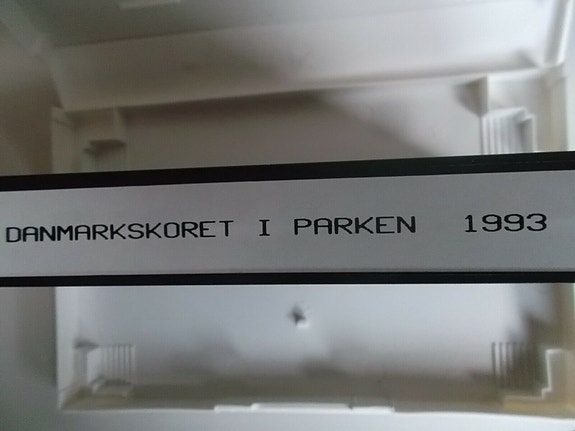 DANMARKSKORET I PARKEN 1993